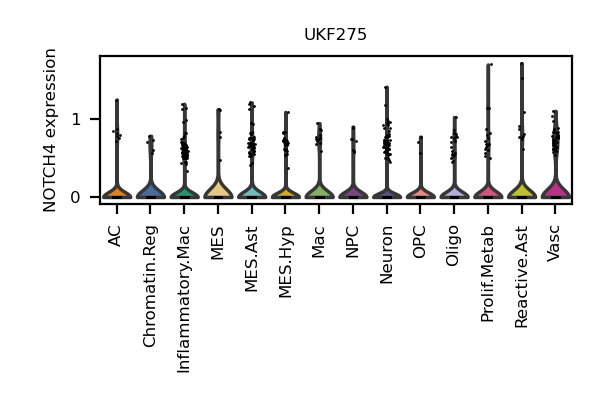 UKF275
NOTCH4 expression
1
0
AC
Chromatin.Reg
Inflammatory.Mac
MES
MES.Ast
MES.Hyp
Mac
NPC
Neuron
OPC
Oligo
Prolif.Metab
Reactive.Ast
Vasc